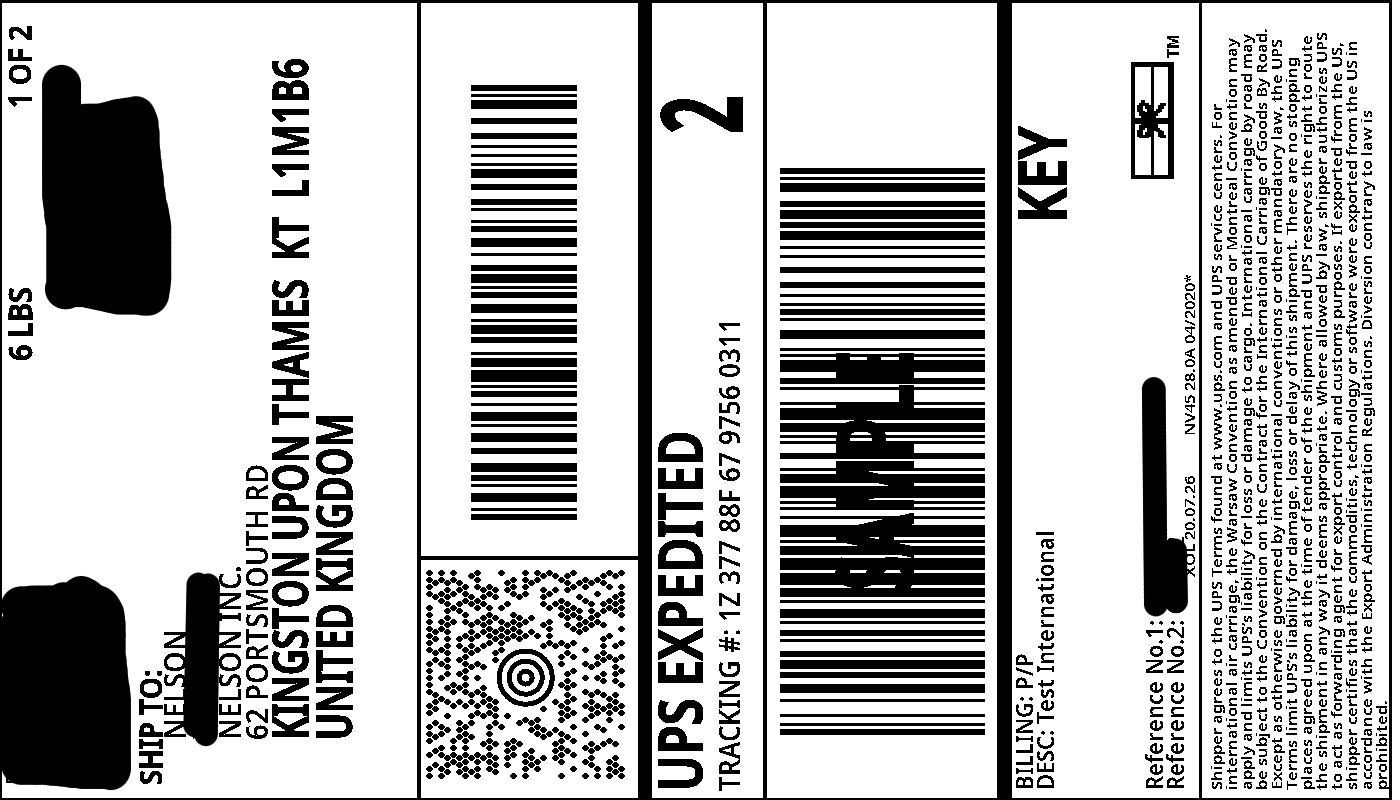 6 LBS
1 OF 2
SHIP TO:
NELSON
NELSON INC.
62 PORTSMOUTH RD
KINGSTON UPON THAMES KT L1M1B6
UNITED KINGDOM
UPS EXPEDITED
2
TRACKING #: 1Z 377 88F 67 9756 0311
SAMPLE
BILLING: P/P
DESC: Test International
KEY
Reference No.1:
Reference No.2:
XOL 20.07.26 NV45 28.0A 04/2020*
TM
Shipper agrees to the UPS Terms found at www.ups.com and UPS service centers. For
international air carriage, the Warsaw Convention as amended or Montreal Convention may
apply and limits UPS's liability for loss or damage to cargo. International carriage by road may
be subject to the Convention on the Contract for the International Carriage of Goods By Road.
Except as otherwise governed by international conventions or other mandatory law, the UPS
Terms limit UPS's liability for damage, loss or delay of this shipment. There are no stopping
places agreed upon at the time of tender of the shipment and UPS reserves the right to route
the shipment in any way it deems appropriate. Where allowed by law, shipper authorizes UPS
to act as forwarding agent for export control and customs purposes. If exported from the US,
shipper certifies that the commodities, technology or software were exported from the US in
accordance with the Export Administration Regulations. Diversion contrary to law is
prohibited.